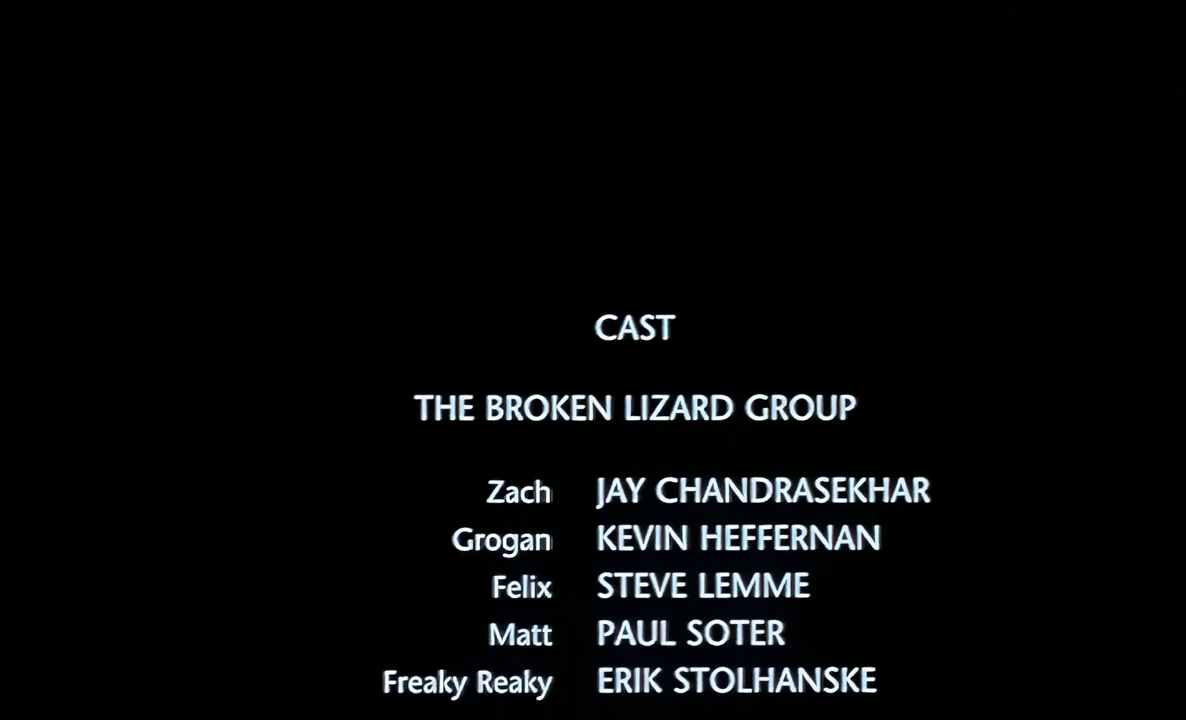 CAST
THE BROKEN LIZARD GROUP
Zach JAY CHANDRASEKHAR
Grogan KEVIN HEFFERNAN
Felix STEVE LEMME
Matt PAUL SOTER
Freaky Reaky ERIK STOLHANSKE